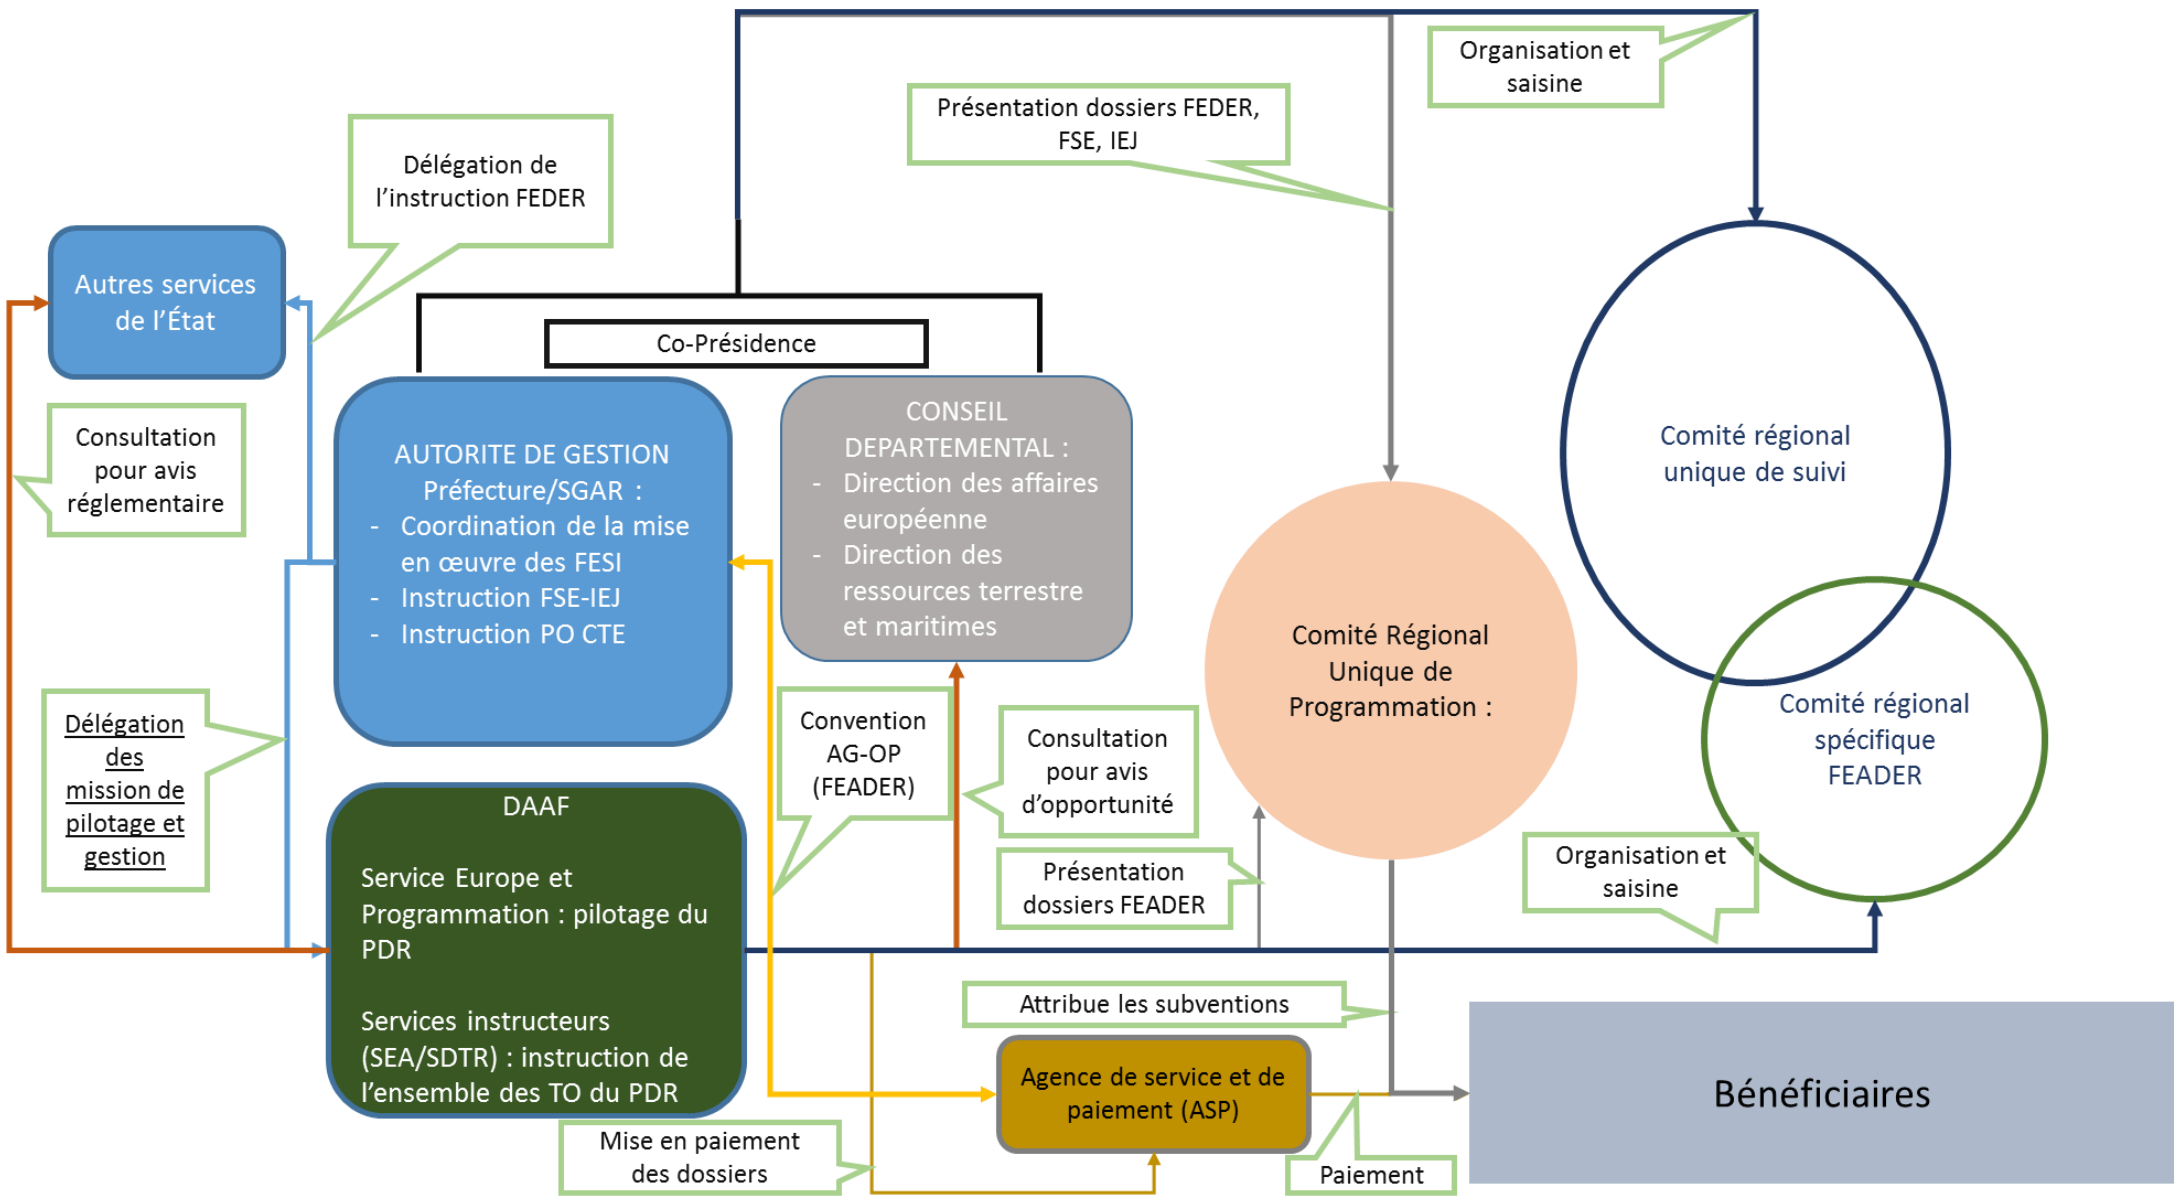 Organisation et
saisine
Présentation dossiers FEDER,
FSE, IEJ
Délégation de
l'instruction FEDER
Autres services
de l'État
Co-Présidence
Consultation
pour avis
réglementaire
AUTORITE DE GESTION
Préfecture/SGAR :
- Coordination de la mise
en œuvre des FESI
- Instruction FSE-IEJ
- Instruction PO CTE
CONSEIL
DEPARTEMENTAL :
- Direction des affaires
européenne
- Direction des
ressources terrestre
et maritimes
Comité régional
unique de suivi
Comité Régional
Unique de
Programmation :
Comité régional
spécifique
FEADER
Délégation
des
mission de
pilotage et
gestion
Convention
AG-OP
(FEADER)
Consultation
pour avis
d'opportunité
DAAF
Service Europe et
Programmation : pilotage du
PDR
Services instructeurs
(SEA/SDTR) : instruction de
l'ensemble des TO du PDR
Présentation
dossiers FEADER
Organisation et
saisine
Attribue les subventions
Agence de service et de
paiement (ASP)
Bénéficiaires
Mise en paiement
des dossiers
Paiement